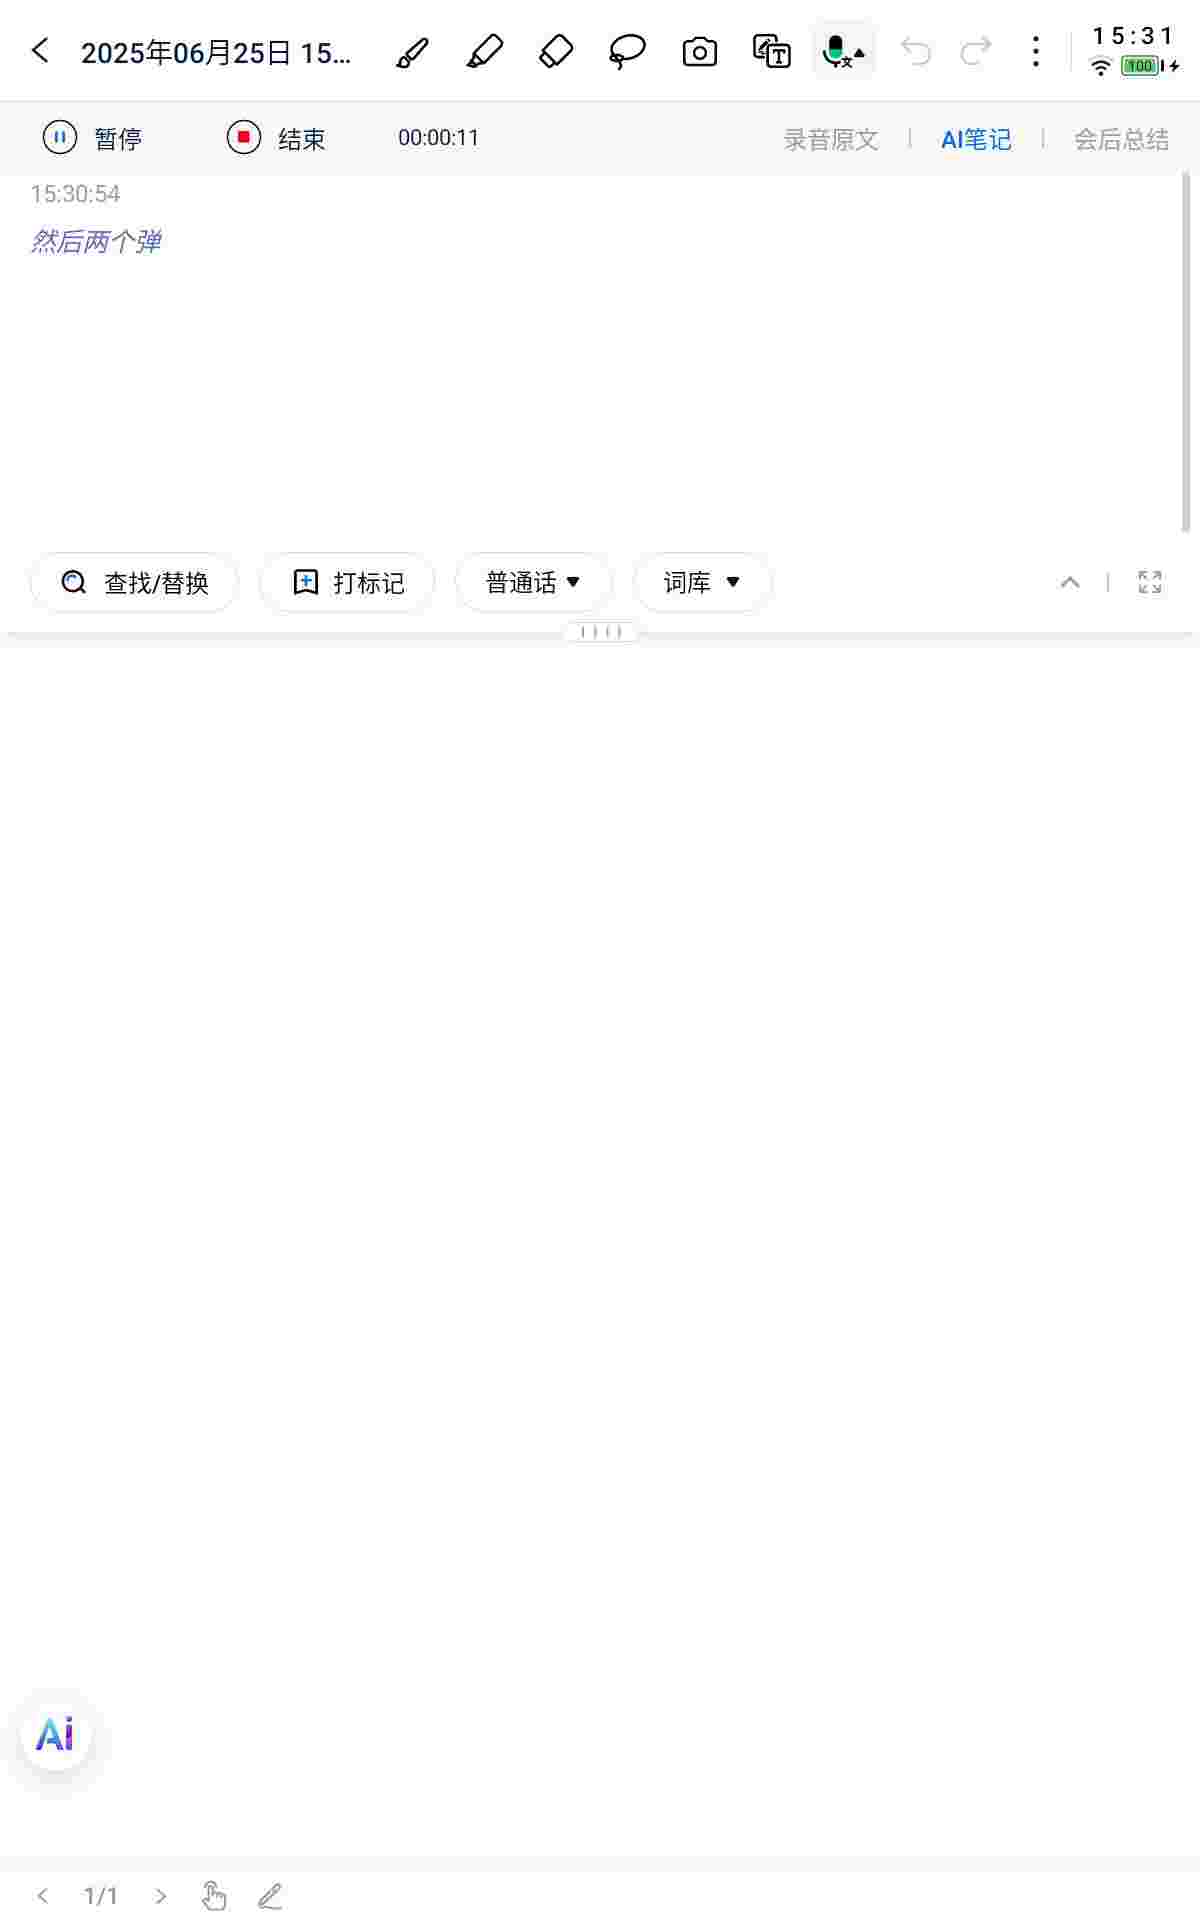 2025年06月25日 15...
15:31
100
暂停
结束
00:00:11
录音原文
AI笔记
会后总结
15:30:54
然后两个弹
查找/替换
打标记
普通话
词库
Ai
1/1